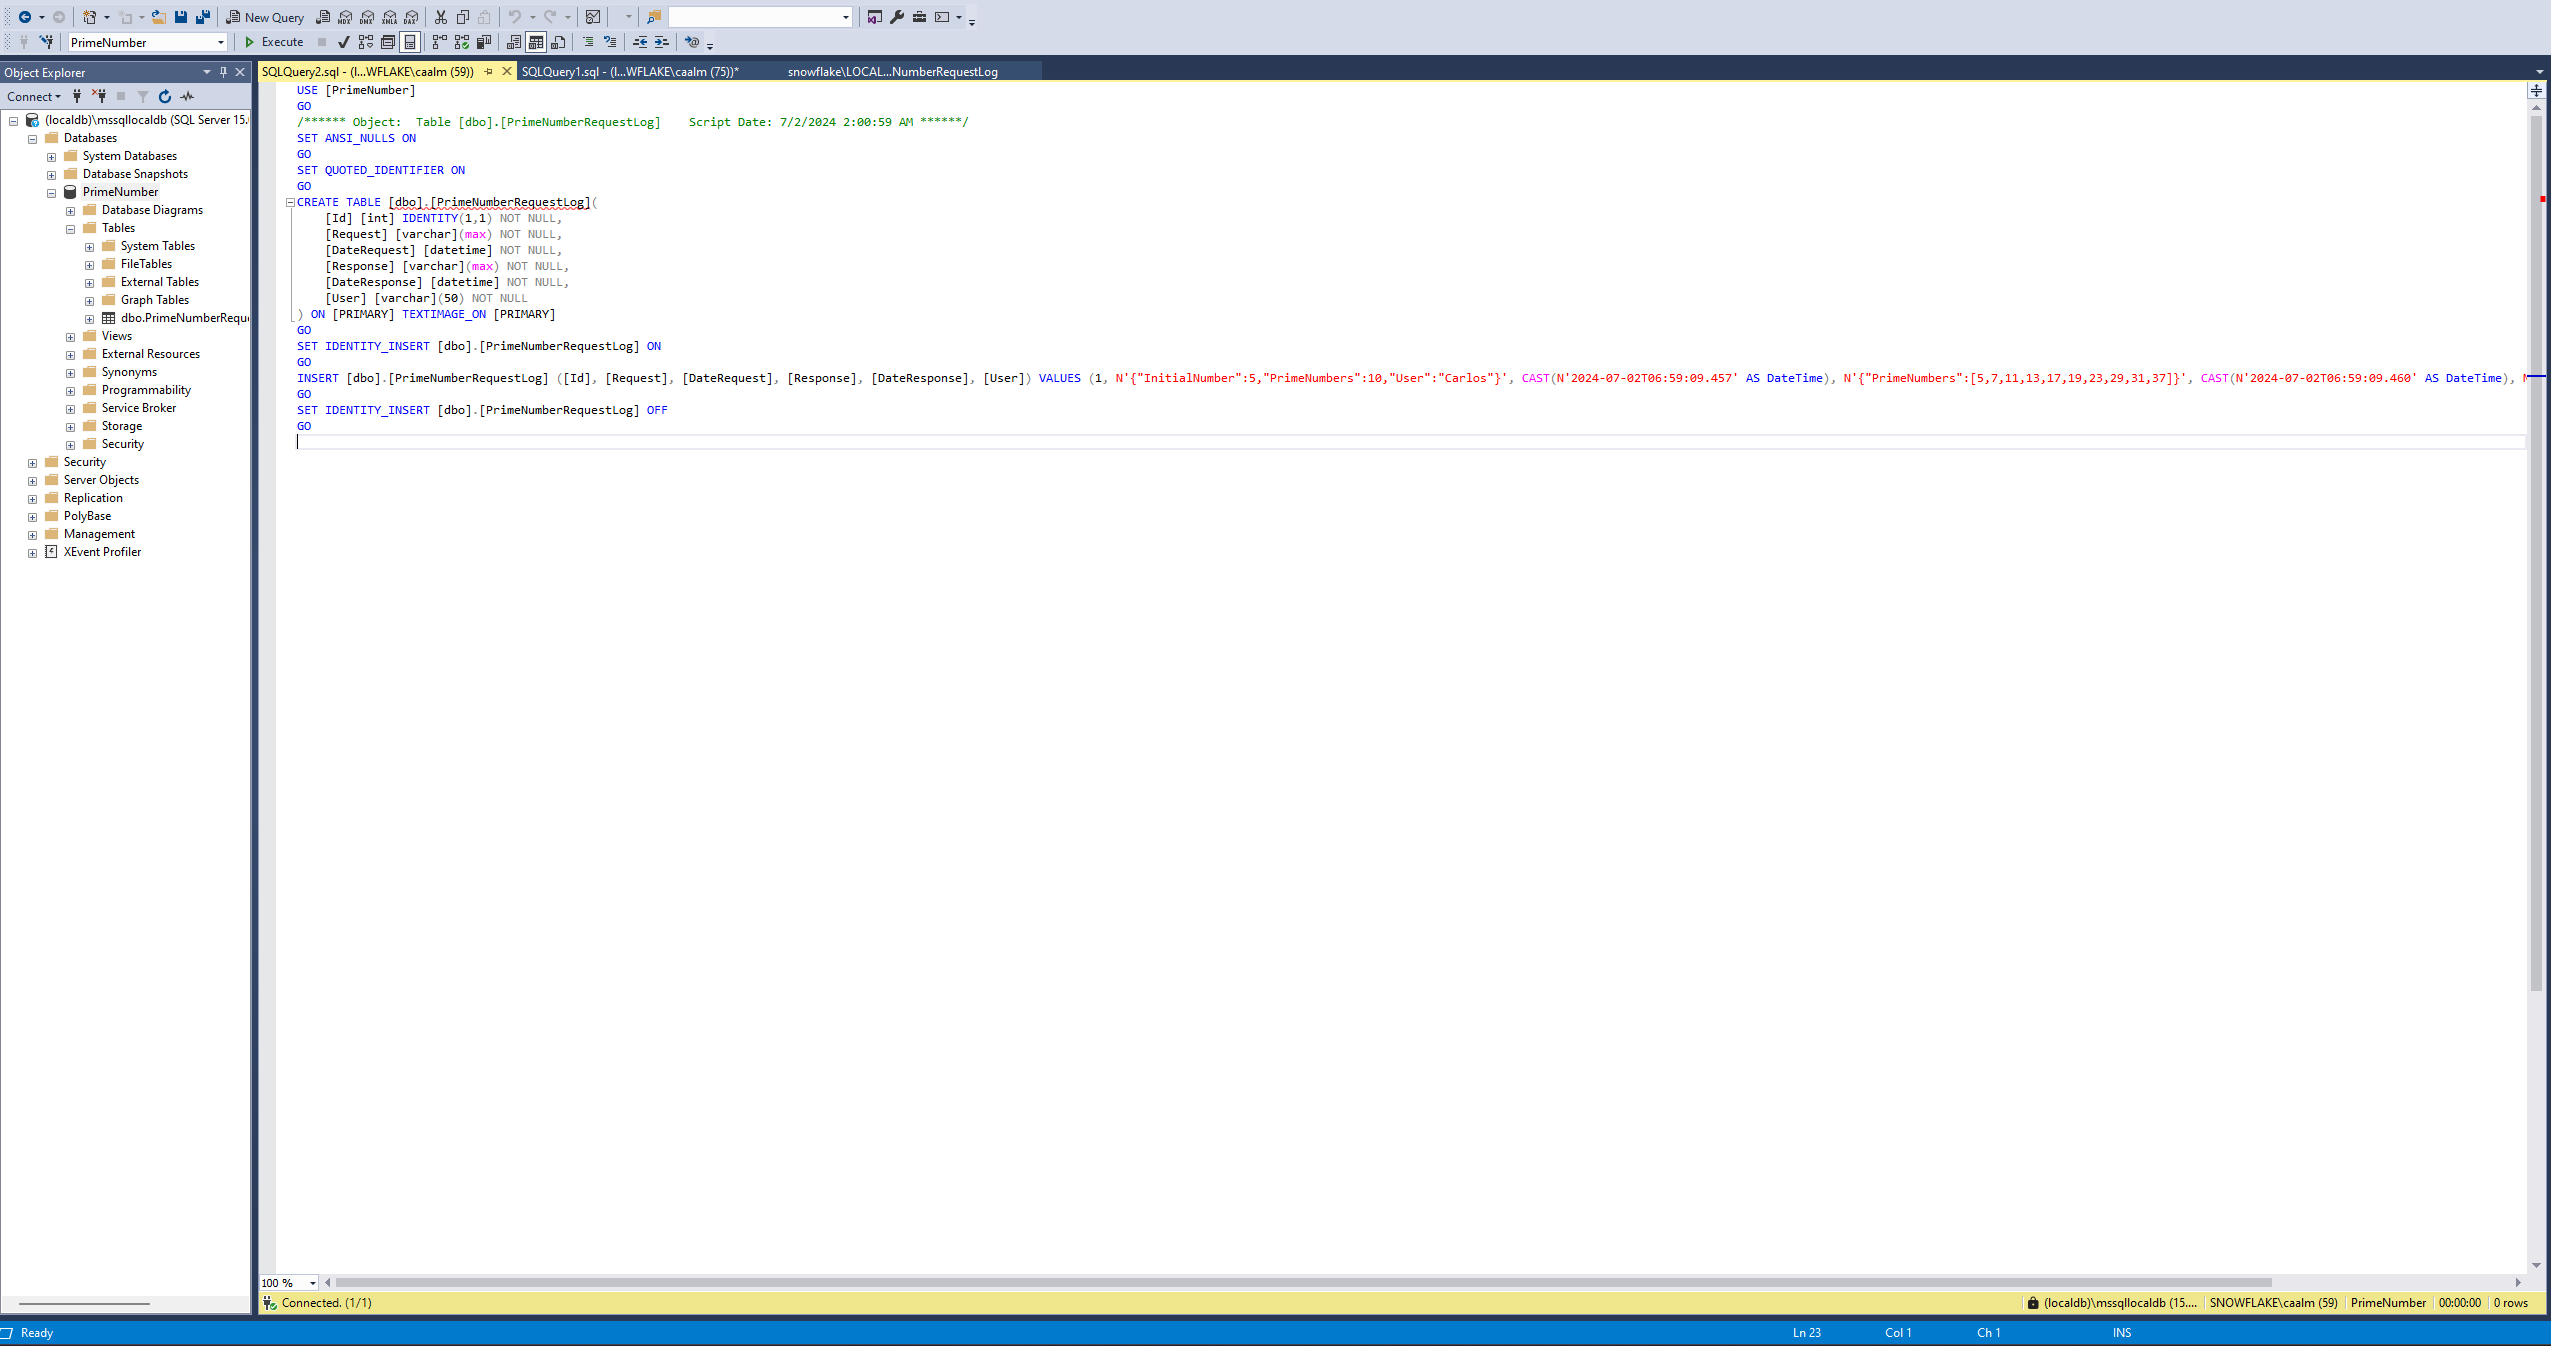 New Query
PrimeNumber
Execute
Object Explorer
SQLQuery2.sql - (l...WFLAKE\caalm (59))
SQLQuery1.sql - (l...WFLAKE\caalm (75))*
snowflake\LOCAL...NumberRequestLog
Connect
(localdb)\mssqllocaldb (SQL Server 15.
Databases
System Databases
Database Snapshots
PrimeNumber
Database Diagrams
Tables
System Tables
FileTables
External Tables
Graph Tables
dbo.PrimeNumberRequ
Views
External Resources
Synonyms
Programmability
Service Broker
Storage
Security
Security
Server Objects
Replication
PolyBase
Management
XEvent Profiler
USE [PrimeNumber]
GO
/****** Object:  Table [dbo].[PrimeNumberRequestLog]    Script Date: 7/2/2024 2:00:59 AM ******/
SET ANSI_NULLS ON
GO
SET QUOTED_IDENTIFIER ON
GO
CREATE TABLE [dbo].[PrimeNumberRequestLog](
[Id] [int] IDENTITY(1,1) NOT NULL,
[Request] [varchar](max) NOT NULL,
[DateRequest] [datetime] NOT NULL,
[Response] [varchar](max) NOT NULL,
[DateResponse] [datetime] NOT NULL,
[User] [varchar](50) NOT NULL
) ON [PRIMARY] TEXTIMAGE_ON [PRIMARY]
GO
SET IDENTITY_INSERT [dbo].[PrimeNumberRequestLog] ON
GO
INSERT [dbo].[PrimeNumberRequestLog] ([Id], [Request], [DateRequest], [Response], [DateResponse], [User]) VALUES (1, N'{"InitialNumber":5,"PrimeNumbers":10,"User":"Carlos"}', CAST(N'2024-07-02T06:59:09.457' AS DateTime), N'{"PrimeNumbers":[5,7,11,13,17,19,23,29,31,37]}', CAST(N'2024-07-02T06:59:09.460' AS DateTime), N
GO
SET IDENTITY_INSERT [dbo].[PrimeNumberRequestLog] OFF
GO
100 %
Connected. (1/1)
(localdb)\mssqllocaldb (15....
SNOWFLAKE\caalm (59)
PrimeNumber
00:00:00
0 rows
Ready
Ln 23
Col 1
Ch 1
INS